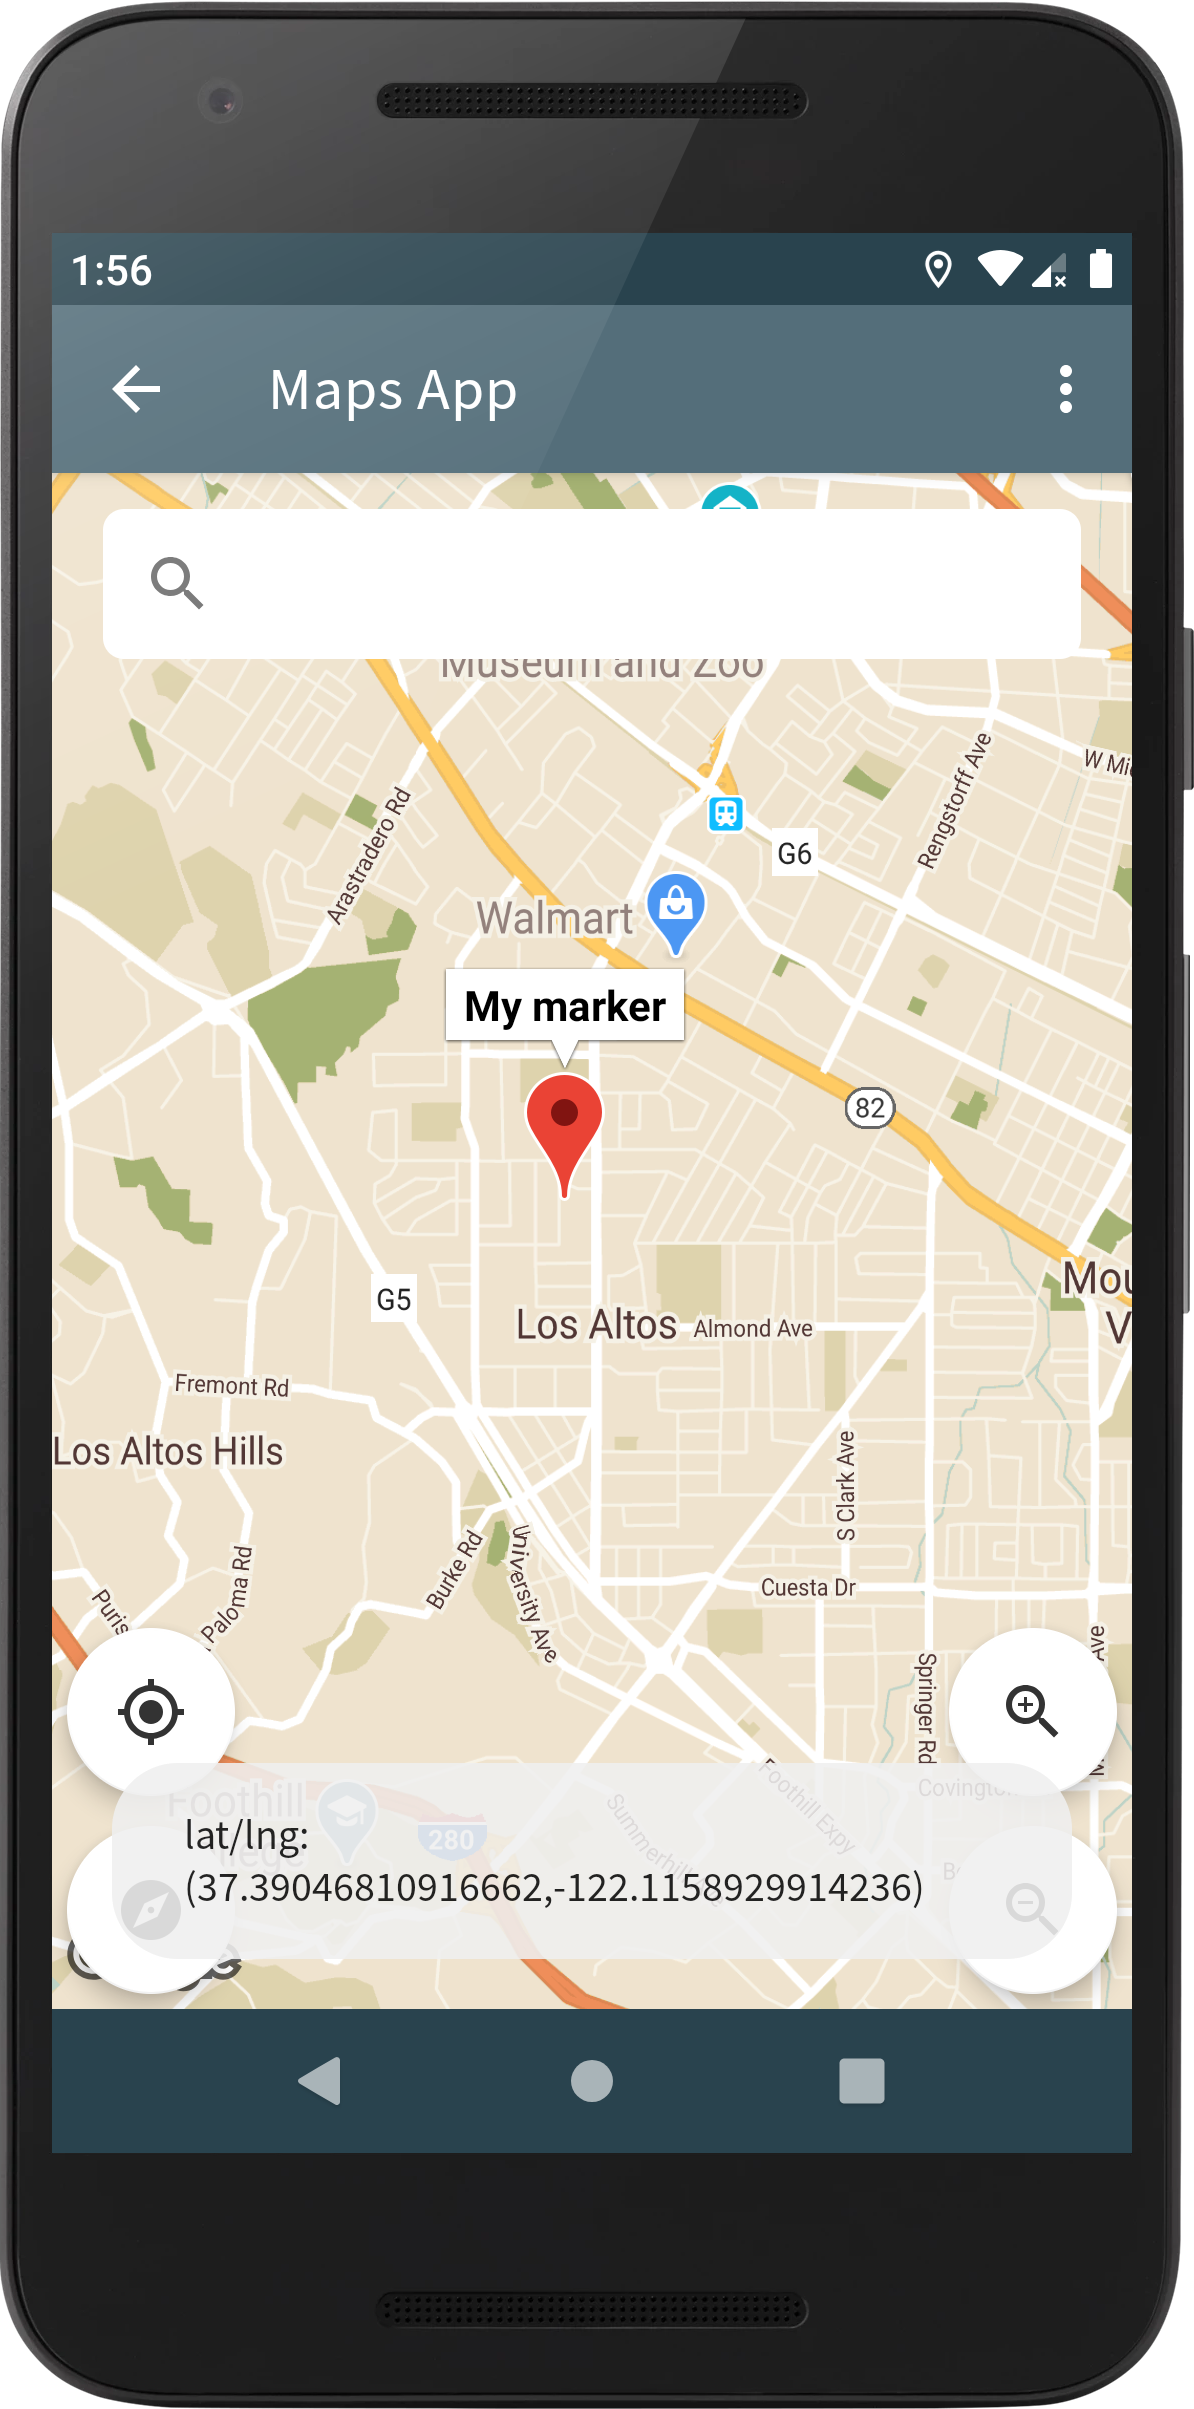 1:56
Maps App
Museum and Zoo
W Mi
Rengstorff Ave
Arastradero Rd
G6
Walmart
My marker
82
Mou
V
G5
Los Altos
Almond Ave
Fremont Rd
Los Altos Hills
S Clark Ave
University Ave
Burke Rd
Paloma Rd
Puris
Cuesta Dr
Ave
Springer Rd
Foothill Expy
Covingto
Foothill
280
lat/lng:
(37.39046810916662,-122.1158929914236)